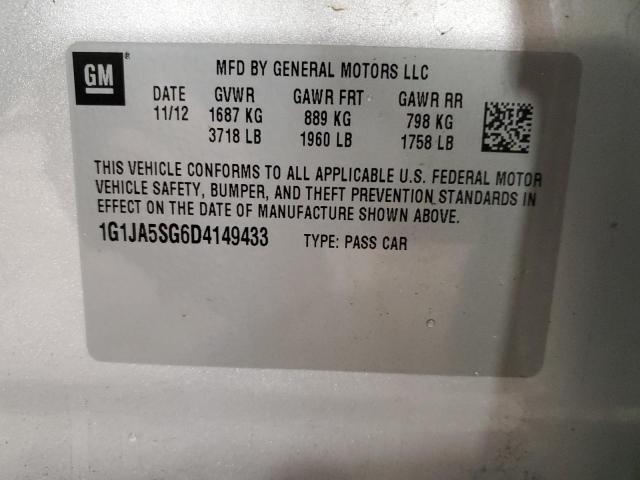 GM®
MFD BY GENERAL MOTORS LLC
DATE GVWR GAWR FRT GAWR RR
11/12 1687 KG 889 KG 798 KG
3718 LB 1960 LB 1758 LB
THIS VEHICLE CONFORMS TO ALL APPLICABLE U.S. FEDERAL MOTOR
VEHICLE SAFETY, BUMPER, AND THEFT PREVENTION STANDARDS IN
EFFECT ON THE DATE OF MANUFACTURE SHOWN ABOVE.
1G1JA5SG6D4149433 TYPE: PASS CAR